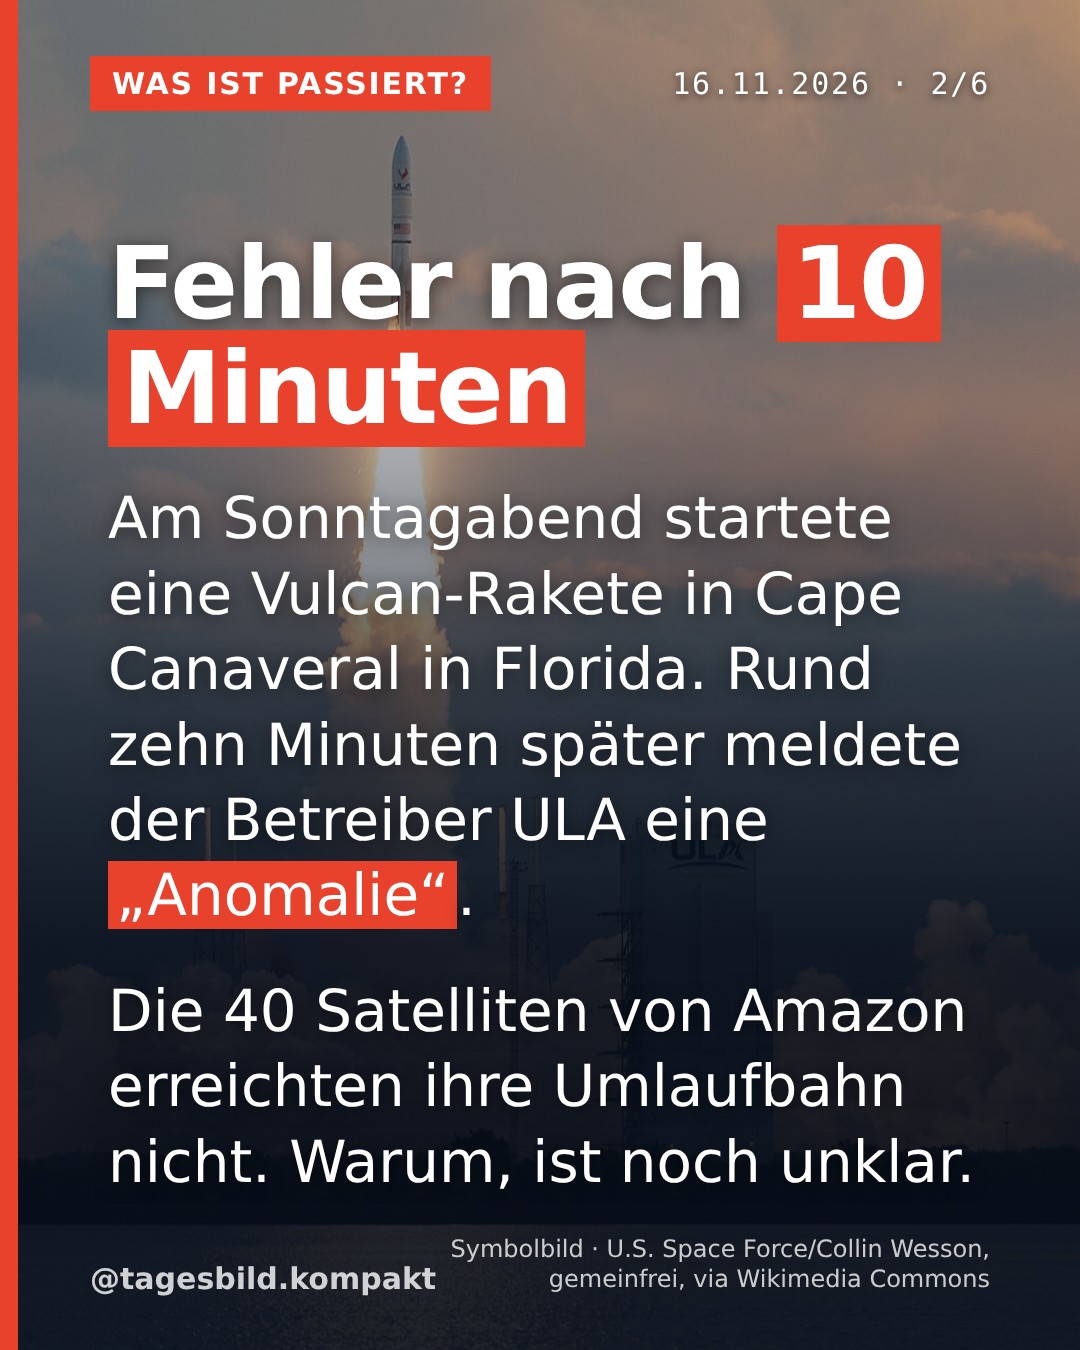 WAS IST PASSIERT?
16.11.2026 · 2/6
ULA
Fehler nach 10
Minuten
Am Sonntagabend startete
eine Vulcan-Rakete in Cape
Canaveral in Florida. Rund
zehn Minuten später meldete
der Betreiber ULA eine
„Anomalie“.
ULA
Die 40 Satelliten von Amazon
erreichten ihre Umlaufbahn
nicht. Warum, ist noch unklar.
@tagesbild.kompakt
Symbolbild · U.S. Space Force/Collin Wesson,
gemeinfrei, via Wikimedia Commons